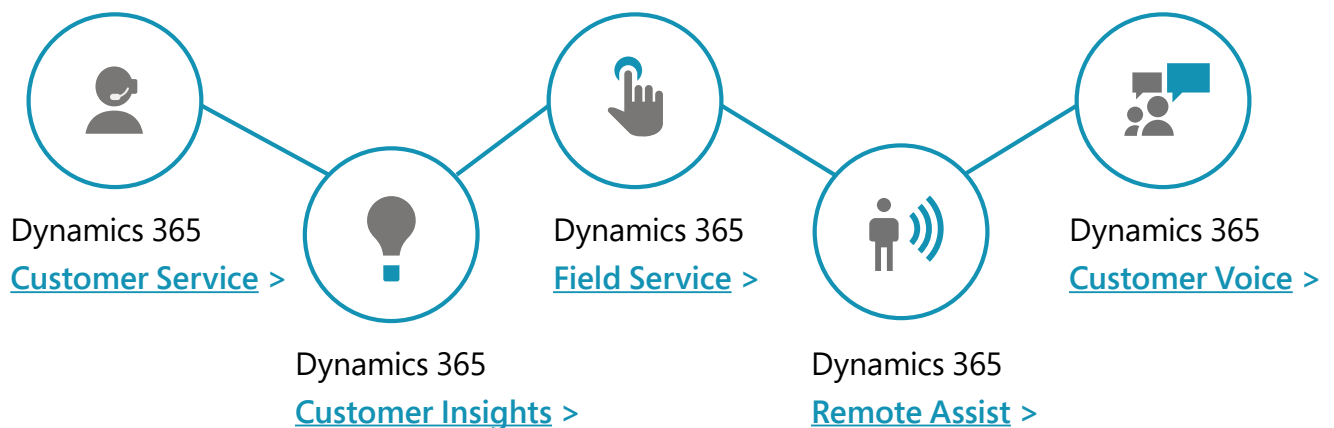 Dynamics 365
Customer Service >
Dynamics 365
Customer Insights >
Dynamics 365
Field Service >
Dynamics 365
Remote Assist >
Dynamics 365
Customer Voice >